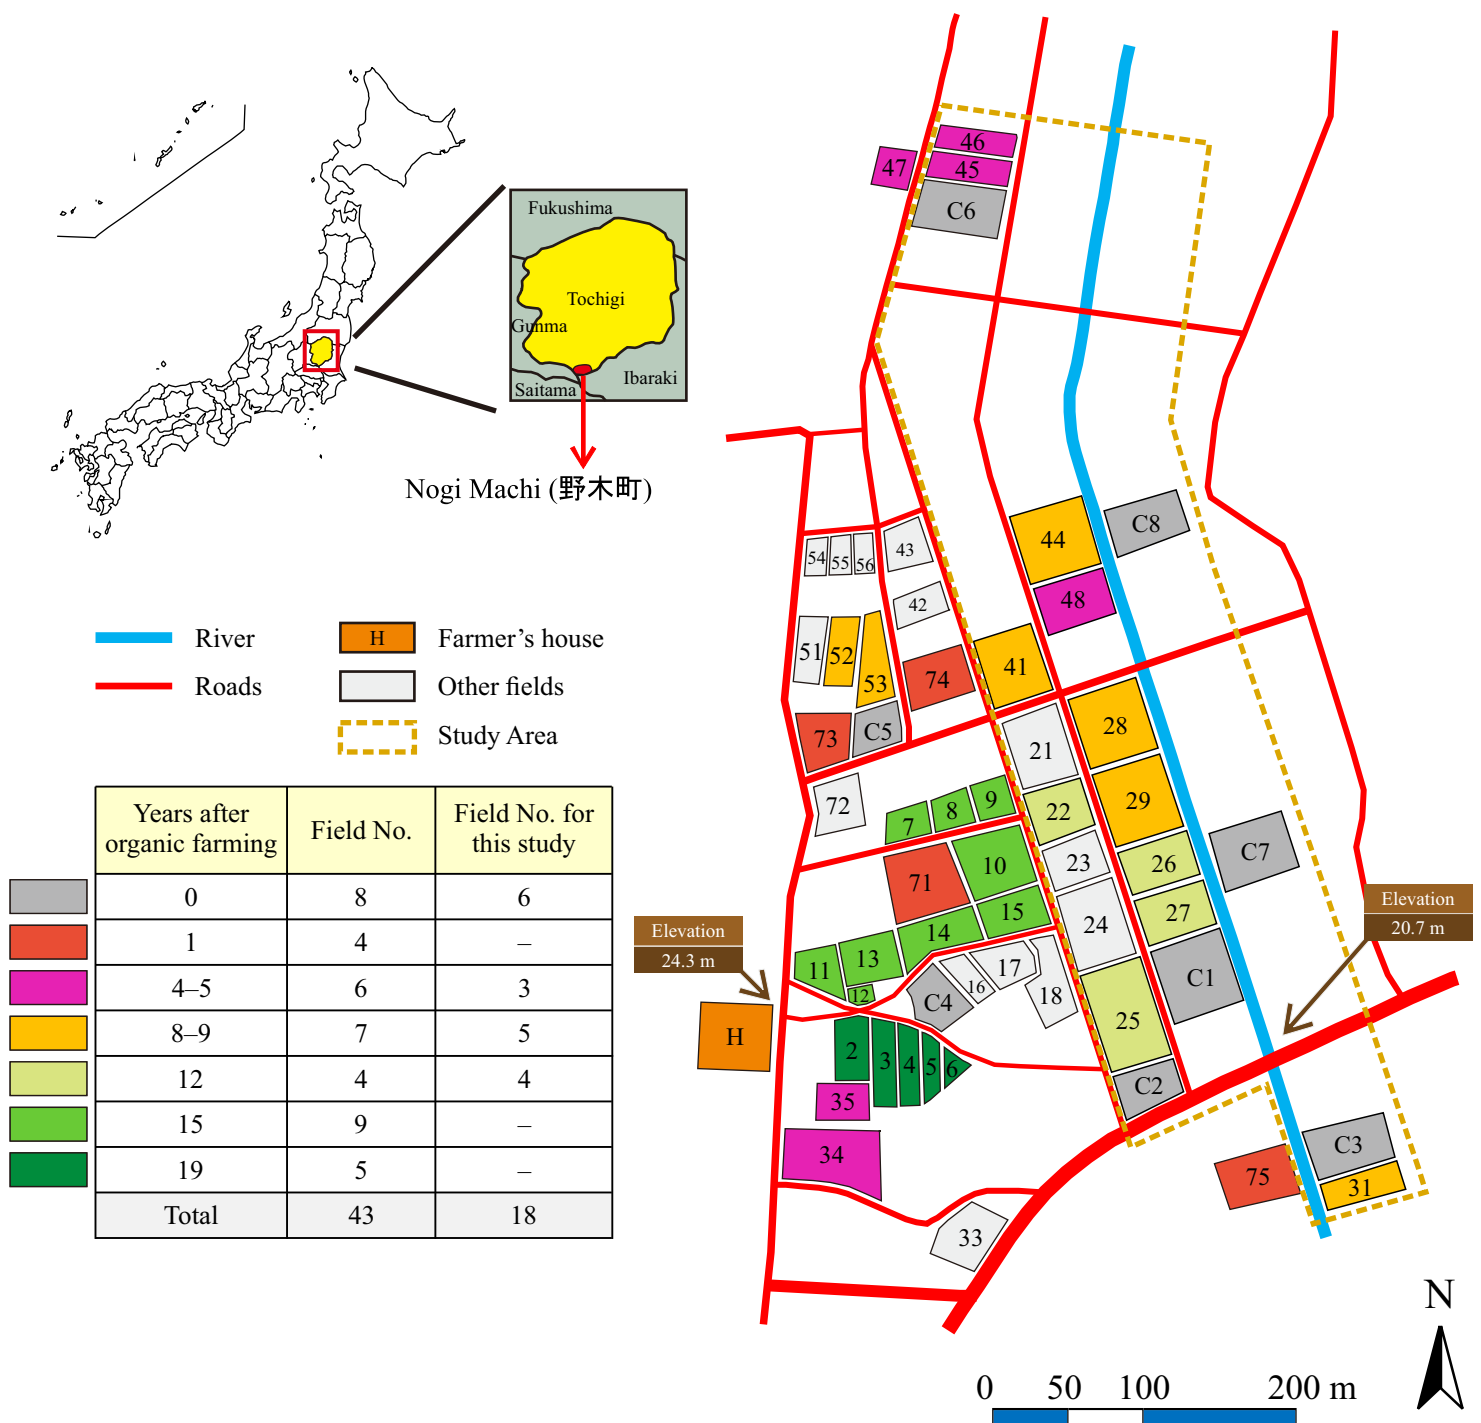 Fukushima
Tochigi
Gunma
Saitama
Ibaraki
Nogi Machi (野木町)
River
Roads
H
Farmer’s house
Other fields
Study Area
Years after organic farming
Field No.
Field No. for this study
0
8
6
1
4
–
4–5
6
3
8–9
7
5
12
4
4
15
9
–
19
5
–
Total
43
18
46
47
45
C6
44
C8
48
54
55
56
43
42
51
52
53
74
41
73
C5
28
21
72
29
7
8
9
22
23
26
C7
71
10
27
15
14
24
11
13
12
C4
16
17
18
C1
25
H
2
3
4
5
6
C2
35
34
C3
75
31
33
Elevation
24.3 m
Elevation
20.7 m
N
0
50
100
200 m